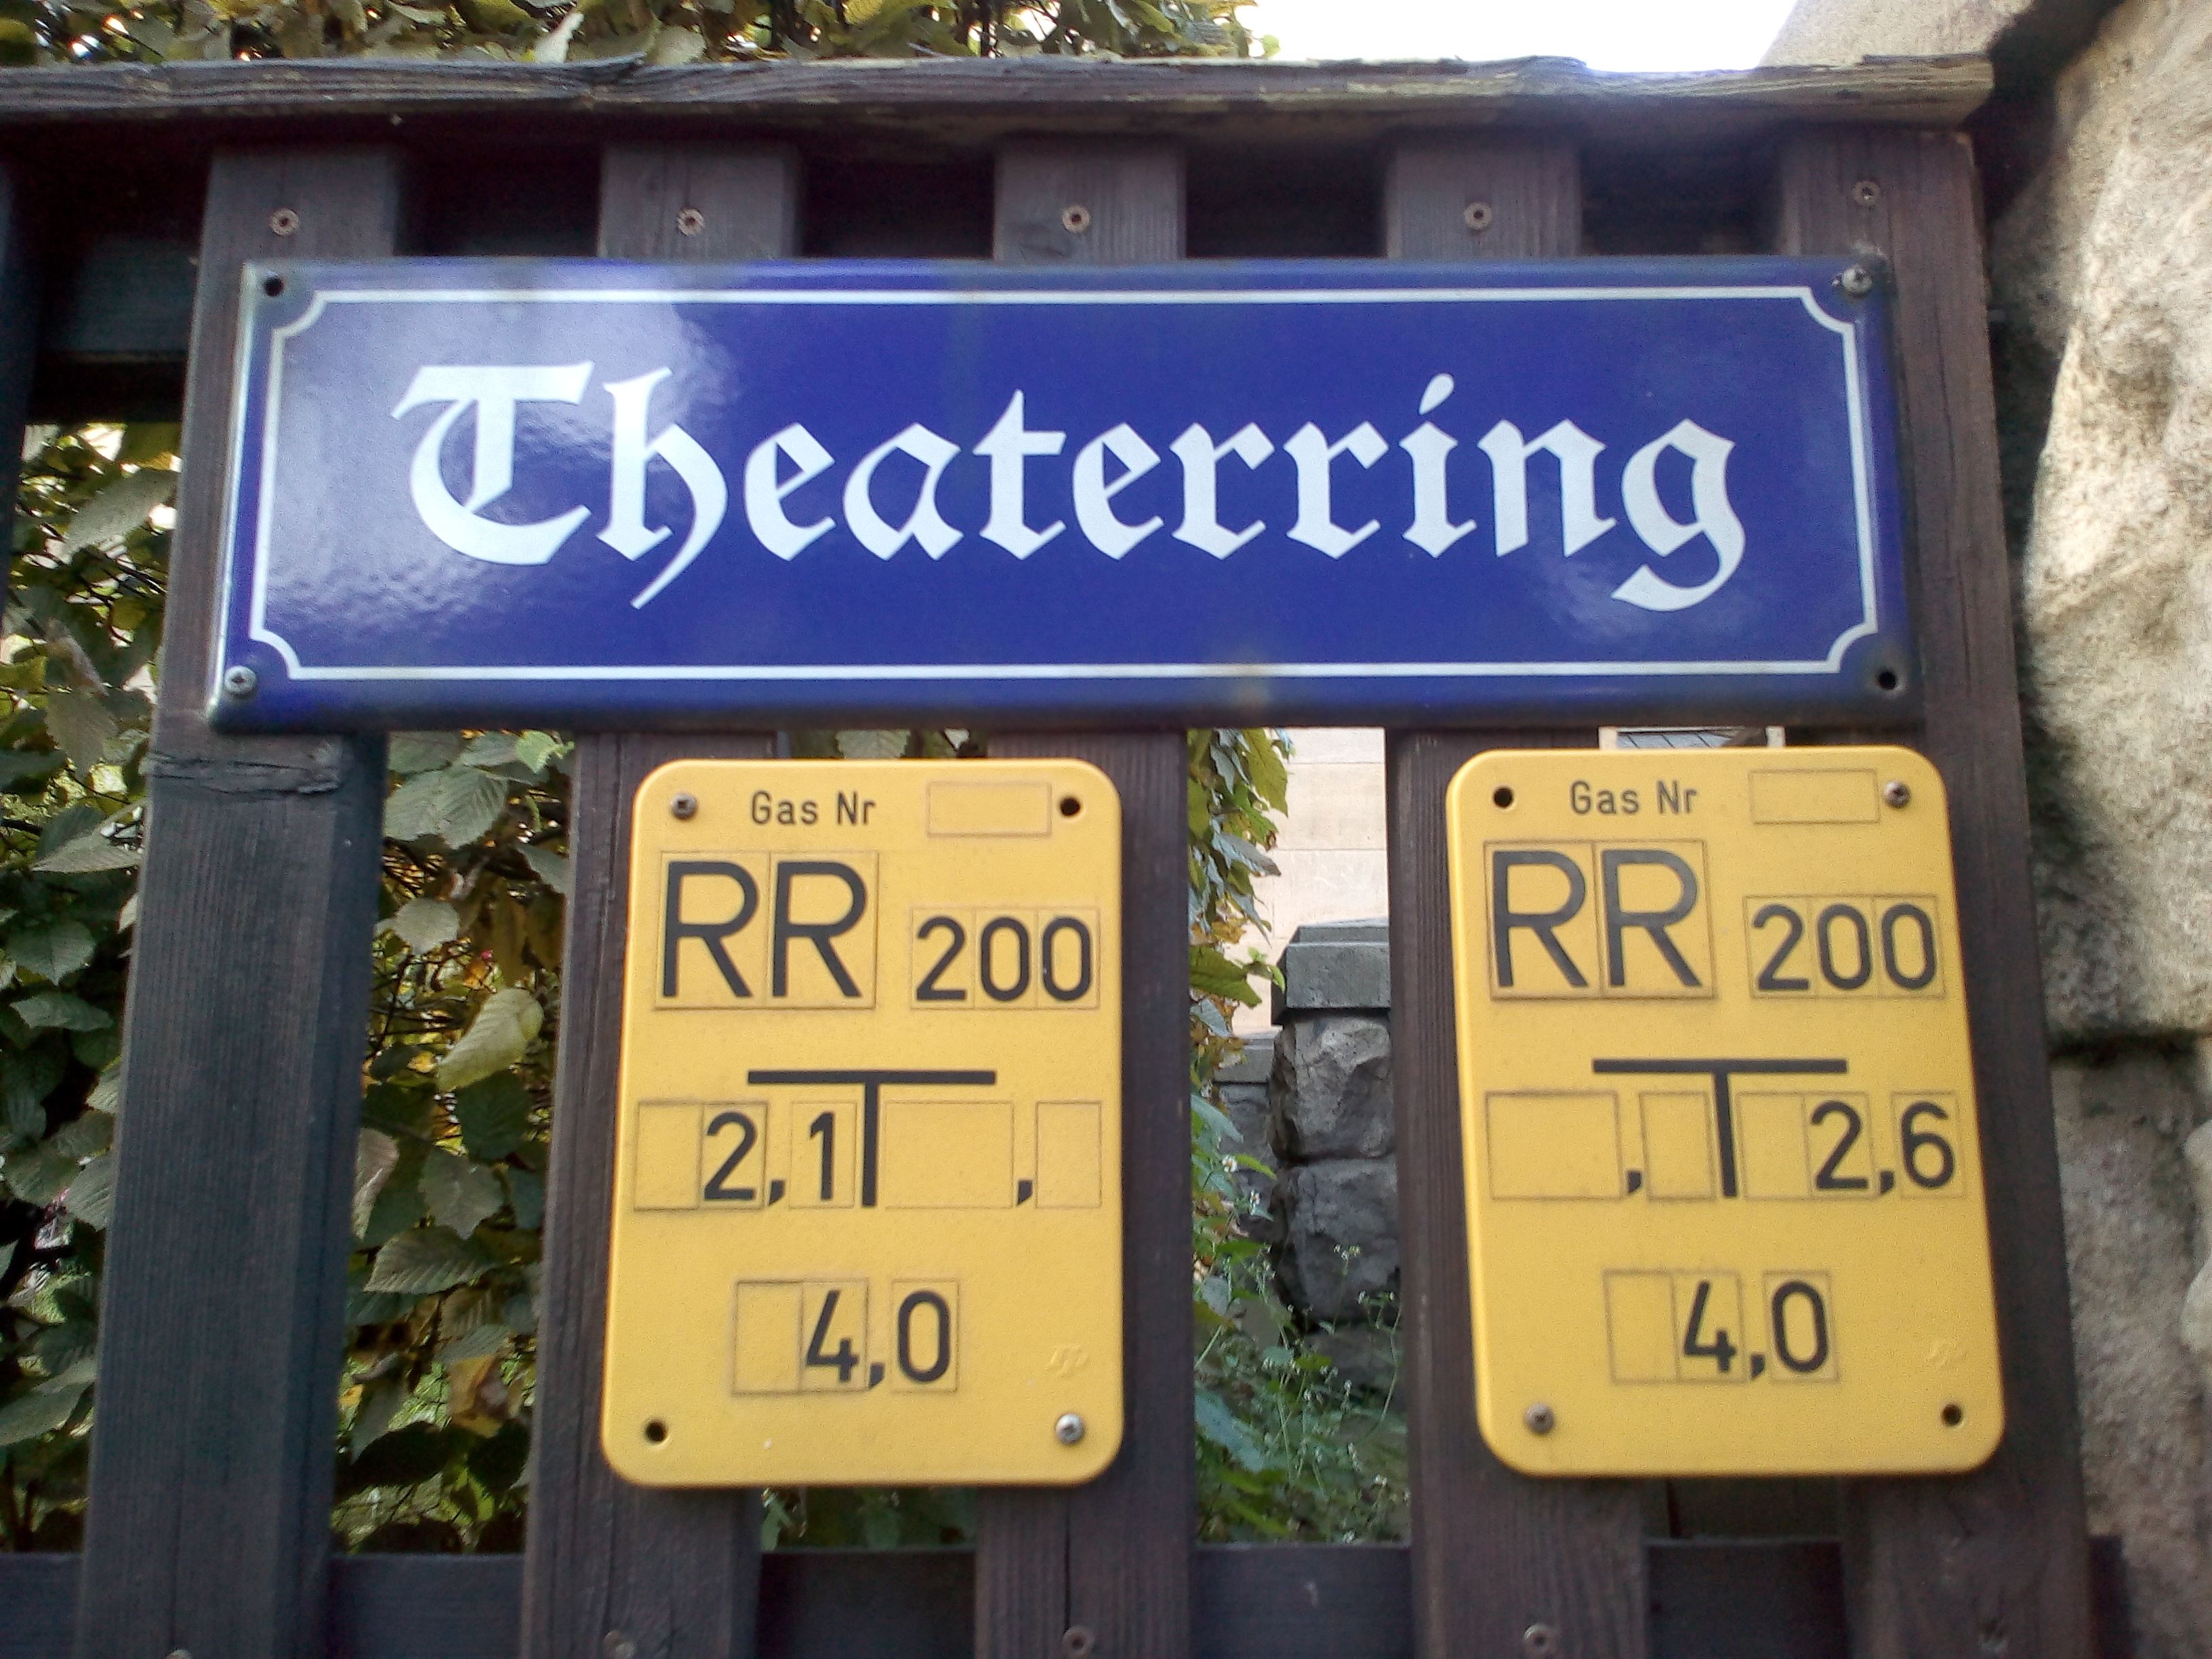 Theaterring
Gas Nr
RR 200
2,1 ,
4,0
Gas Nr
RR 200
, 2,6
4,0